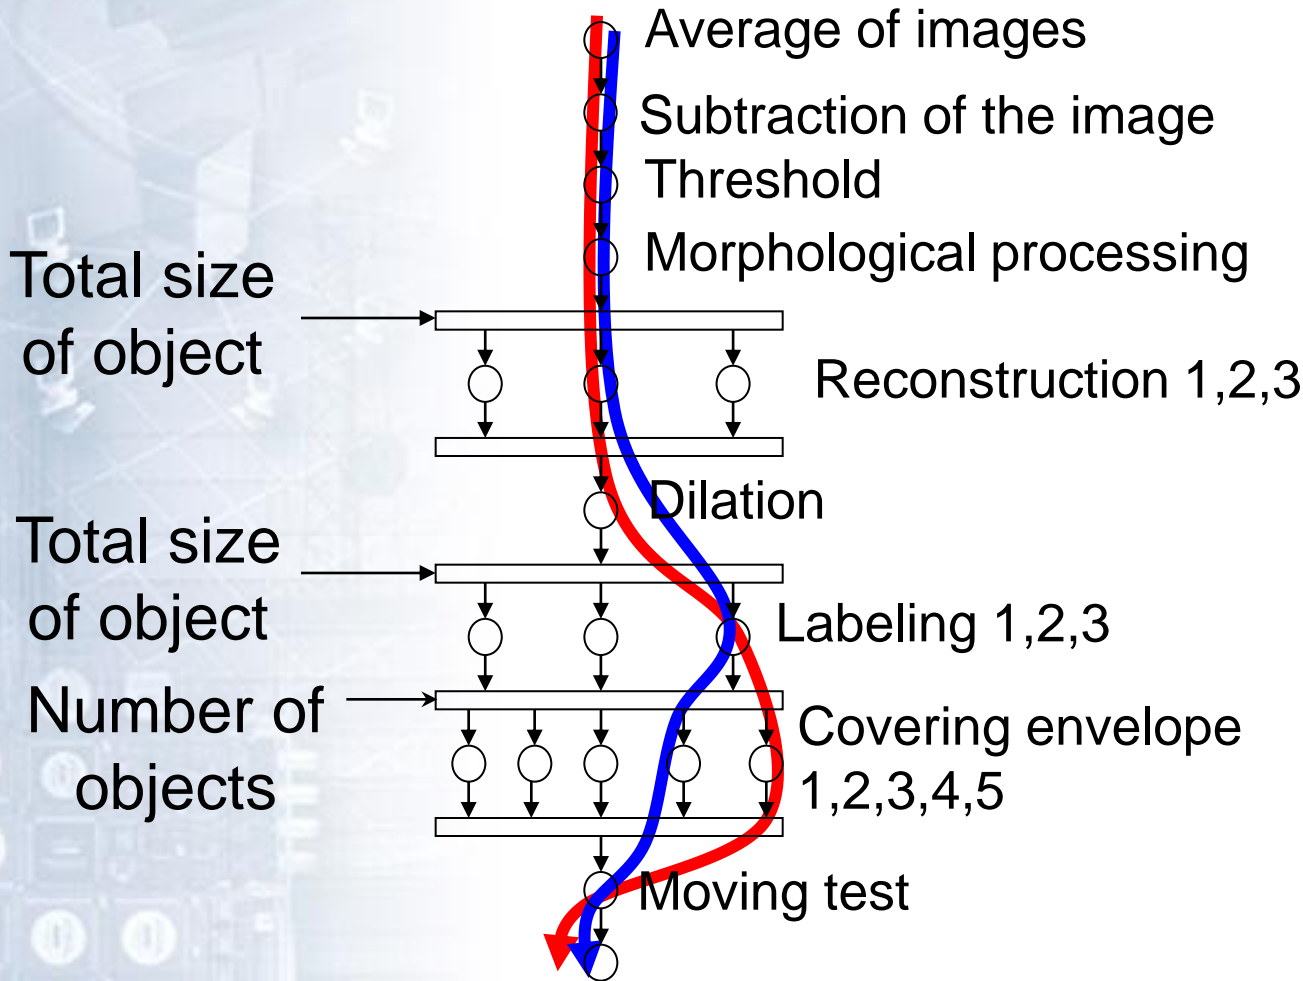 Average of images
Subtraction of the image
Threshold
Morphological processing
Total size
of object
Reconstruction 1,2,3
Dilation
Total size
of object
Labeling 1,2,3
Number of
objects
Covering envelope
1,2,3,4,5
Moving test